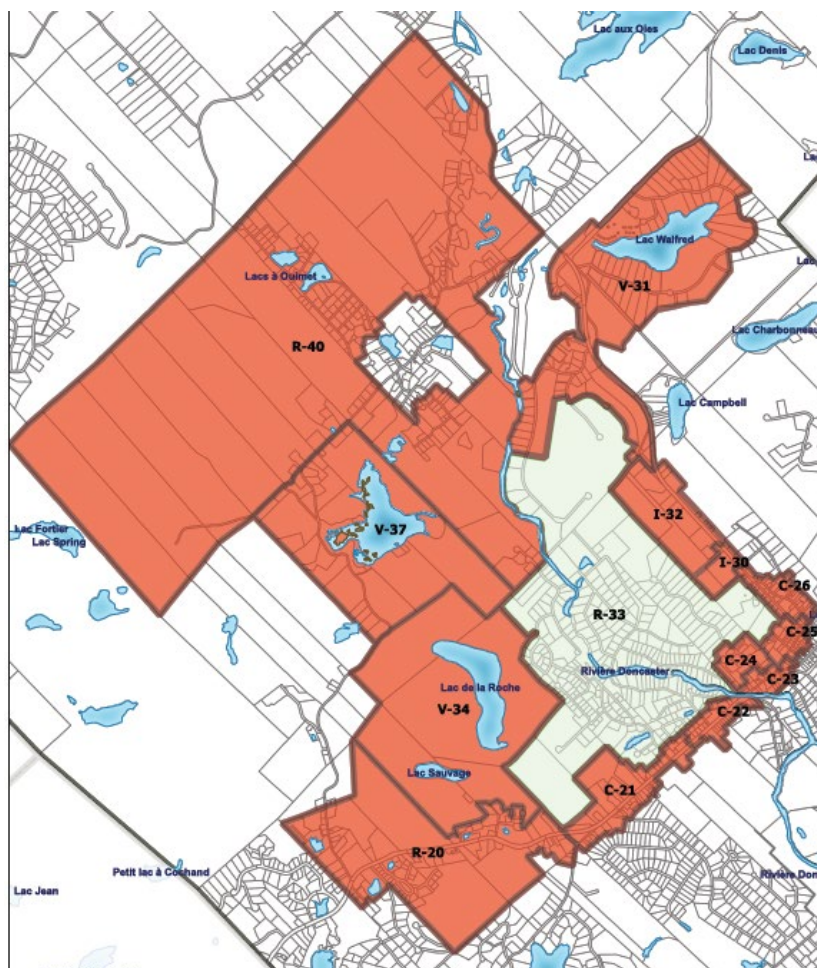 Lac aux Oies
Lac Denis
Lac Walfred
V-31
Lacs à Ouimet
Lac Charbonneau
R-40
Lac Campbell
I-32
Lac Fortier
V-37
Lac Spring
I-30
C-26
R-33
C-25
C-24
Rivière Doncaster
C-23
Lac de la Roche
V-34
C-22
Lac Sauvage
C-21
R-20
Petit lac à Cochand
Rivière Don
Lac Jean